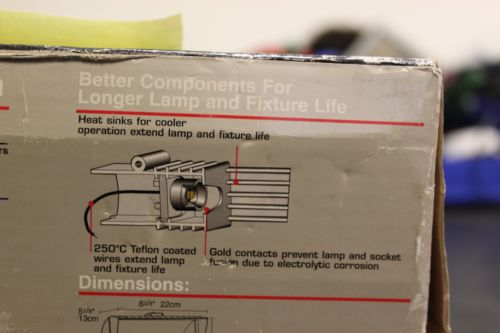 Better Components For
Longer Lamp and Fixture Life
Heat sinks for cooler
operation extend lamp and fixture life
rs
250°C Teflon coated
wires extend lamp
and fixture life
Gold contacts prevent lamp and socket
fusion due to electrolytic corrosion
Dimensions:
8 3/8" 22cm
5 1/8"
13cm